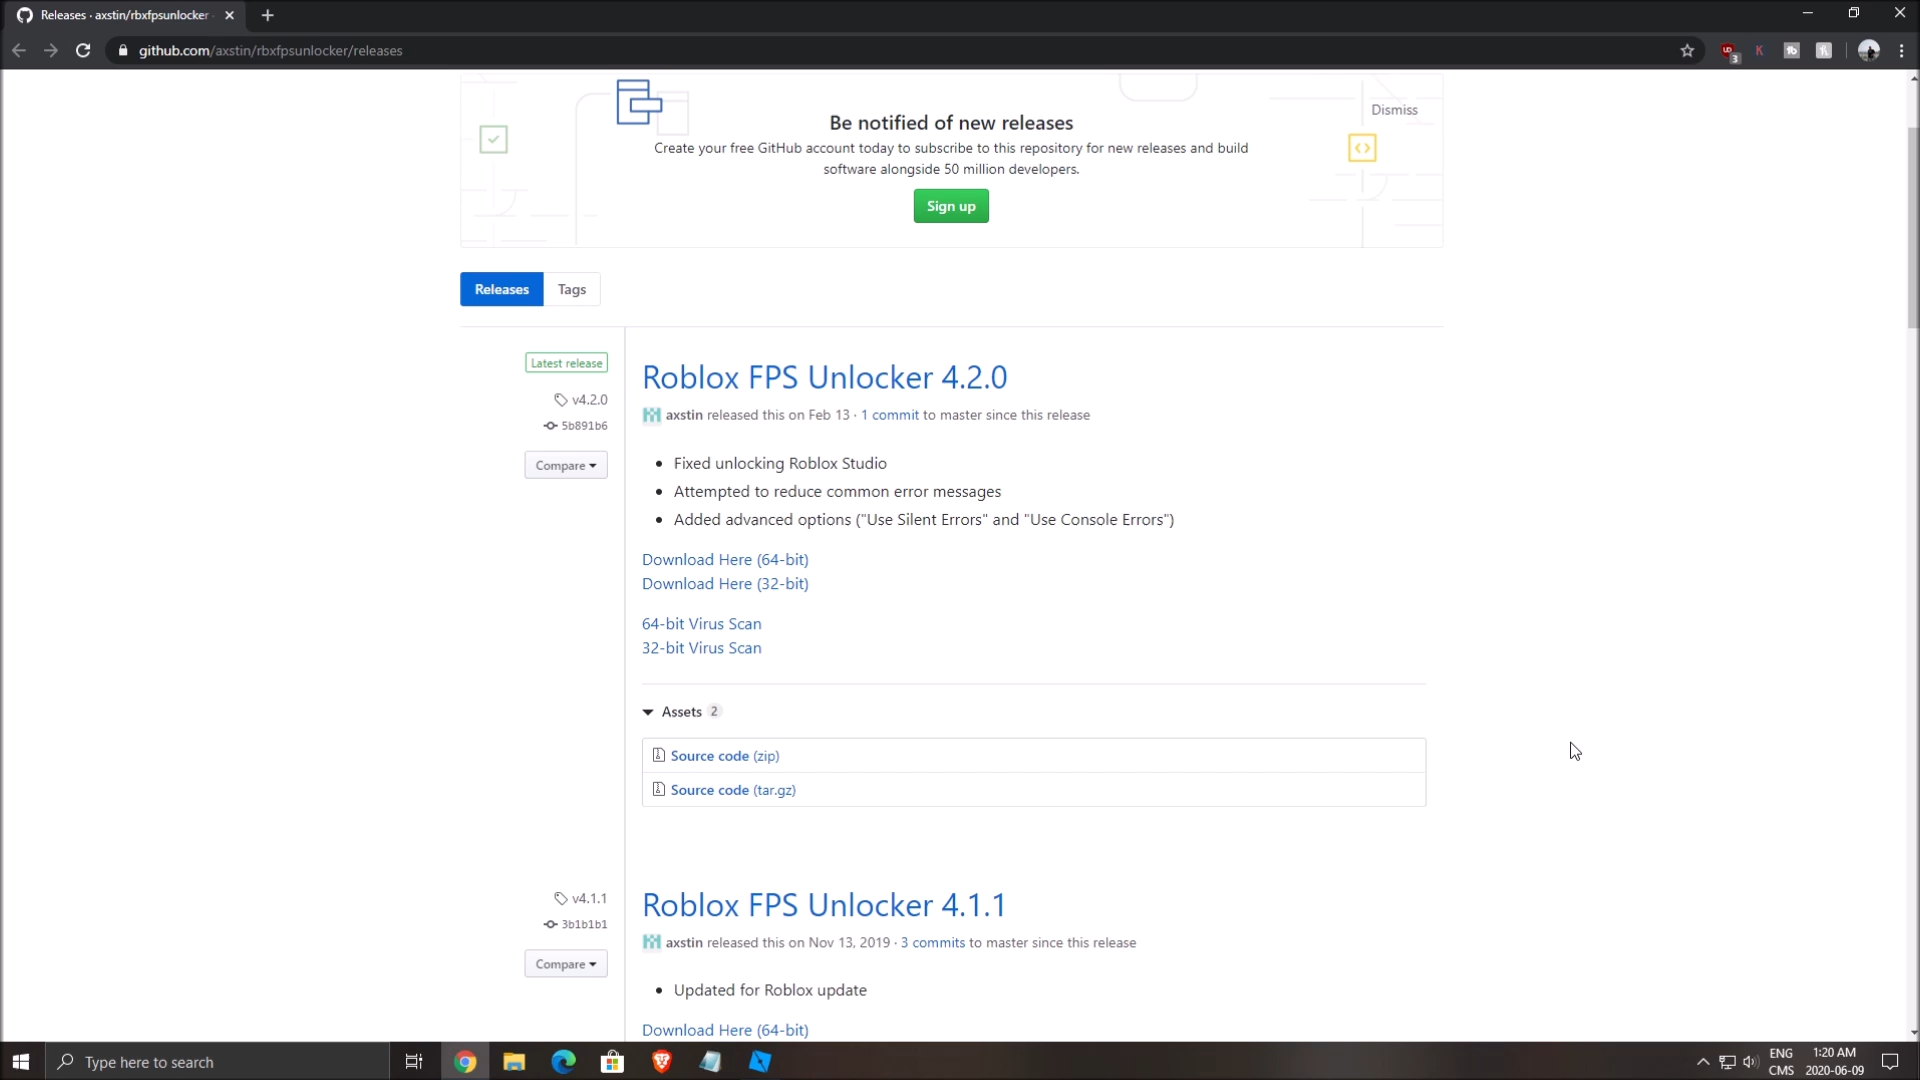 Releases · axstin/rbxfpsunlocker
github.com/axstin/rbxfpsunlocker/releases
3
Dismiss
Be notified of new releases
Create your free GitHub account today to subscribe to this repository for new releases and build
software alongside 50 million developers.
Sign up
Releases
Tags
Latest release
v4.2.0
5b891b6
Compare
Roblox FPS Unlocker 4.2.0
axstin released this on Feb 13 · 1 commit to master since this release
• Fixed unlocking Roblox Studio
• Attempted to reduce common error messages
• Added advanced options ("Use Silent Errors" and "Use Console Errors")
Download Here (64-bit)
Download Here (32-bit)
64-bit Virus Scan
32-bit Virus Scan
Assets 2
Source code (zip)
Source code (tar.gz)
v4.1.1
3b1b1b1
Compare
Roblox FPS Unlocker 4.1.1
axstin released this on Nov 13, 2019 · 3 commits to master since this release
• Updated for Roblox update
Download Here (64-bit)
Type here to search
ENG
CMS
1:20 AM
2020-06-09